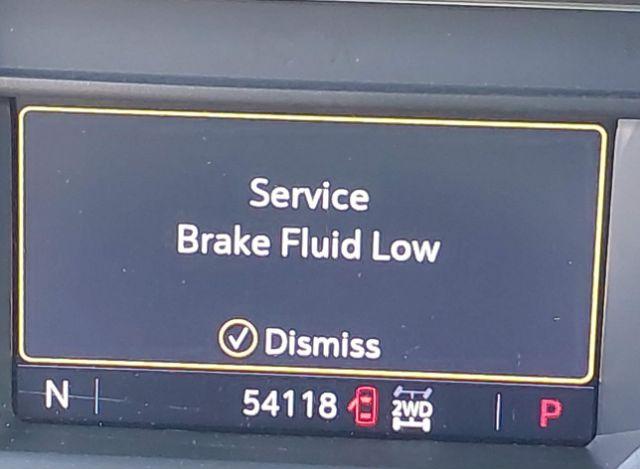 Service
Brake Fluid Low
Dismiss
N 54118 2WD P